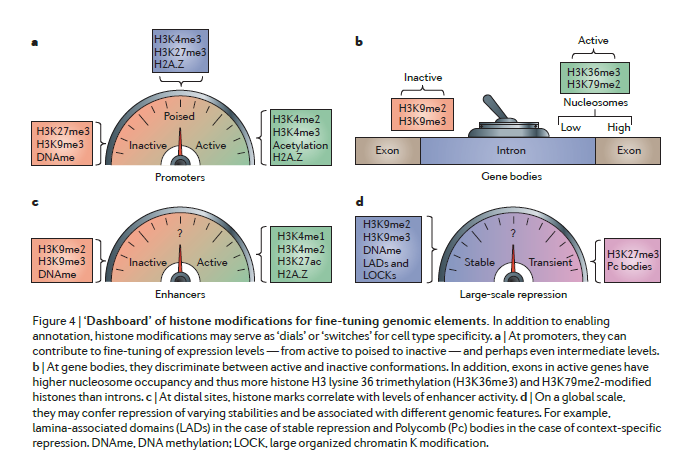 a
H3K4me3
H3K27me3
H2A.Z
H3K27me3
H3K9me3
DNAme
Poised
Inactive
Active
H3K4me2
H3K4me3
Acetylation
H2A.Z
Promoters
b
Active
H3K36me3
H3K79me2
Inactive
H3K9me2
H3K9me3
Nucleosomes
Low
High
Exon
Intron
Exon
Gene bodies
c
H3K9me2
H3K9me3
DNAme
?
Inactive
Active
H3K4me1
H3K4me2
H3K27ac
H2A.Z
Enhancers
d
H3K9me2
H3K9me3
DNAme
LADs and
LOCKs
?
Stable
Transient
H3K27me3
Pc bodies
Large-scale repression
Figure 4 | 'Dashboard' of histone modifications for fine-tuning genomic elements. In addition to enabling
annotation, histone modifications may serve as 'dials' or 'switches' for cell type specificity. a | At promoters, they can
contribute to fine-tuning of expression levels — from active to poised to inactive — and perhaps even intermediate levels.
b | At gene bodies, they discriminate between active and inactive conformations. In addition, exons in active genes have
higher nucleosome occupancy and thus more histone H3 lysine 36 trimethylation (H3K36me3) and H3K79me2-modified
histones than introns. c | At distal sites, histone marks correlate with levels of enhancer activity. d | On a global scale,
they may confer repression of varying stabilities and be associated with different genomic features. For example,
lamina-associated domains (LADs) in the case of stable repression and Polycomb (Pc) bodies in the case of context-specific
repression. DNAme, DNA methylation; LOCK, large organized chromatin K modification.